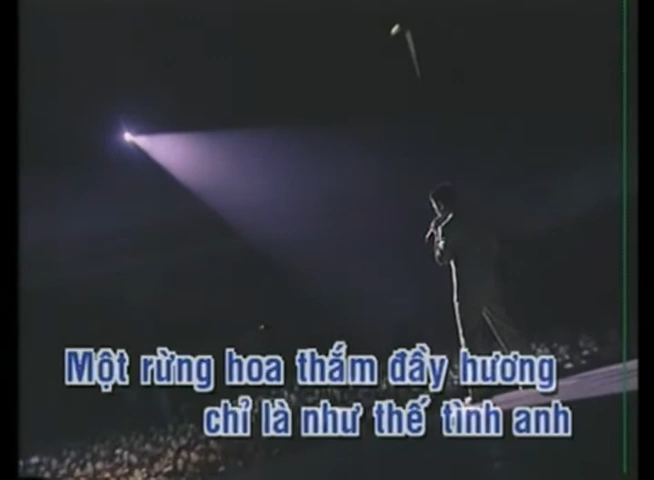 Một rừng hoa thắm đầy hương
chỉ là như thế tình anh